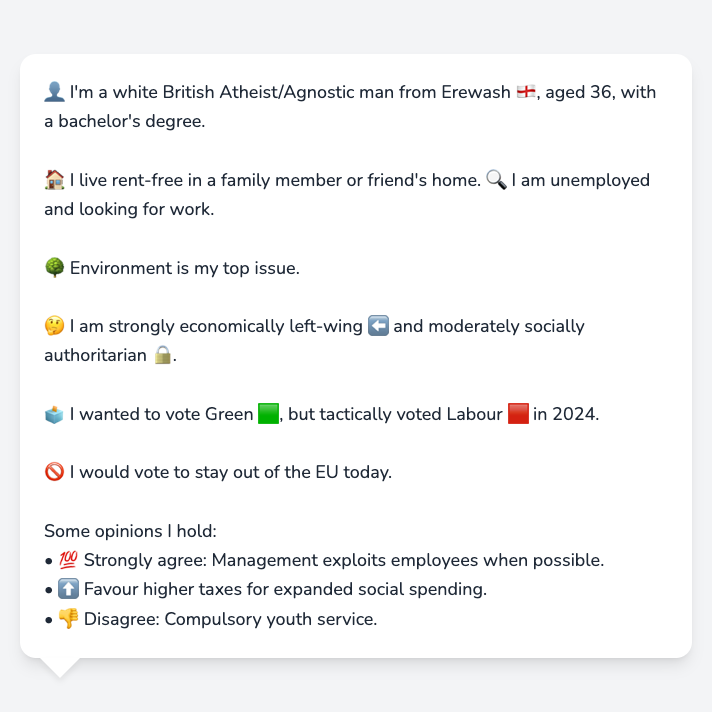 👤 I'm a white British Atheist/Agnostic man from Erewash 🏴󠁧󠁢󠁥󠁮󠁧󠁿, aged 36, with
a bachelor's degree.
🏠 I live rent-free in a family member or friend's home. 🔍 I am unemployed
and looking for work.
🌳 Environment is my top issue.
🤔 I am strongly economically left-wing ⬅️ and moderately socially
authoritarian 🔒.
🗳️ I wanted to vote Green 🟩, but tactically voted Labour 🟥 in 2024.
🚫 I would vote to stay out of the EU today.
Some opinions I hold:
• 💯 Strongly agree: Management exploits employees when possible.
• ⬆️ Favour higher taxes for expanded social spending.
• 👎 Disagree: Compulsory youth service.